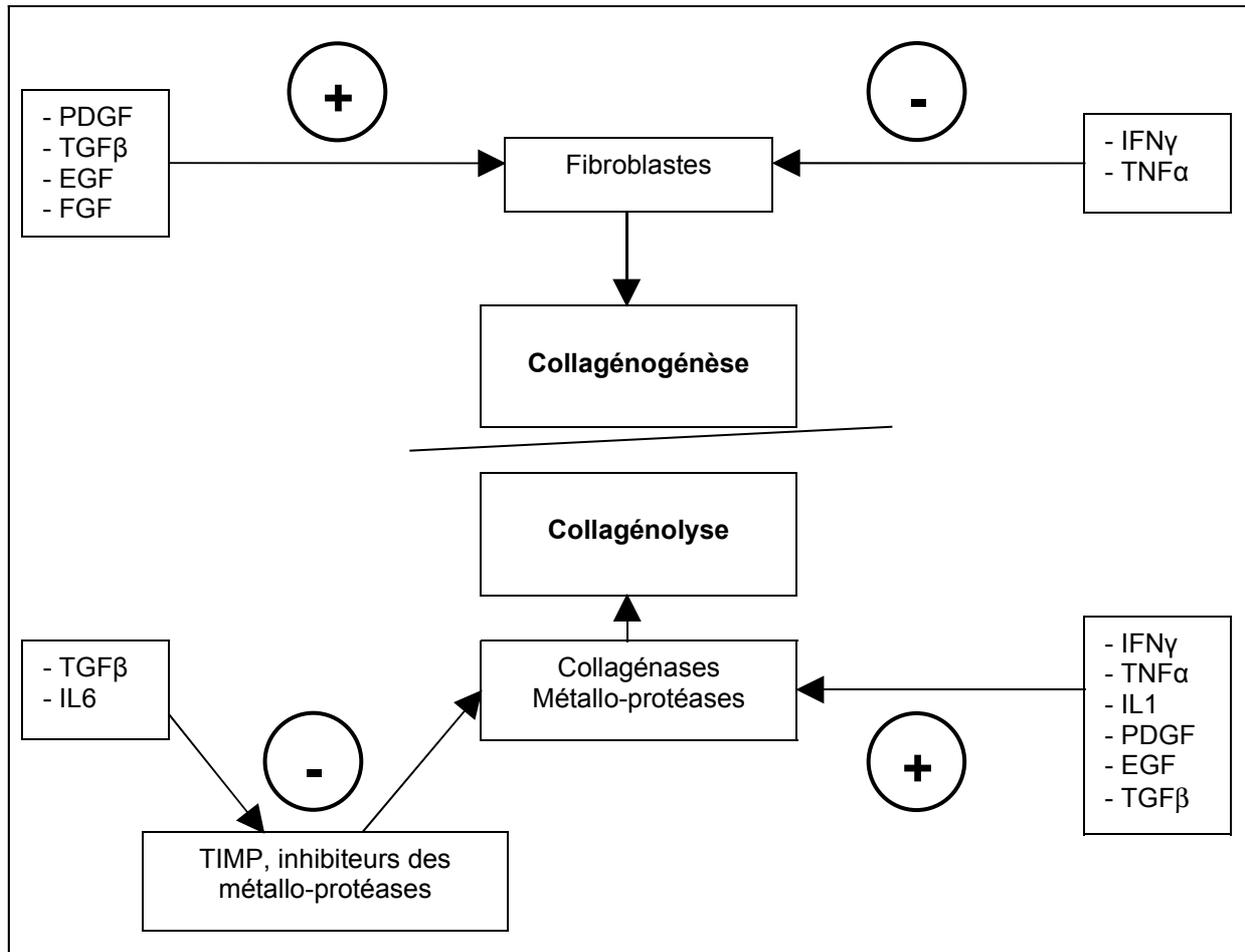 +
-
- PDGF
- TGFβ
- EGF
- FGF
Fibroblastes
- IFNγ
- TNFα
Collagénogénèse
Collagénolyse
- TGFβ
- IL6
Collagénases
Métallo-protéases
- IFNγ
- TNFα
- IL1
- PDGF
- EGF
- TGFβ
-
+
TIMP, inhibiteurs des
métallo-protéases